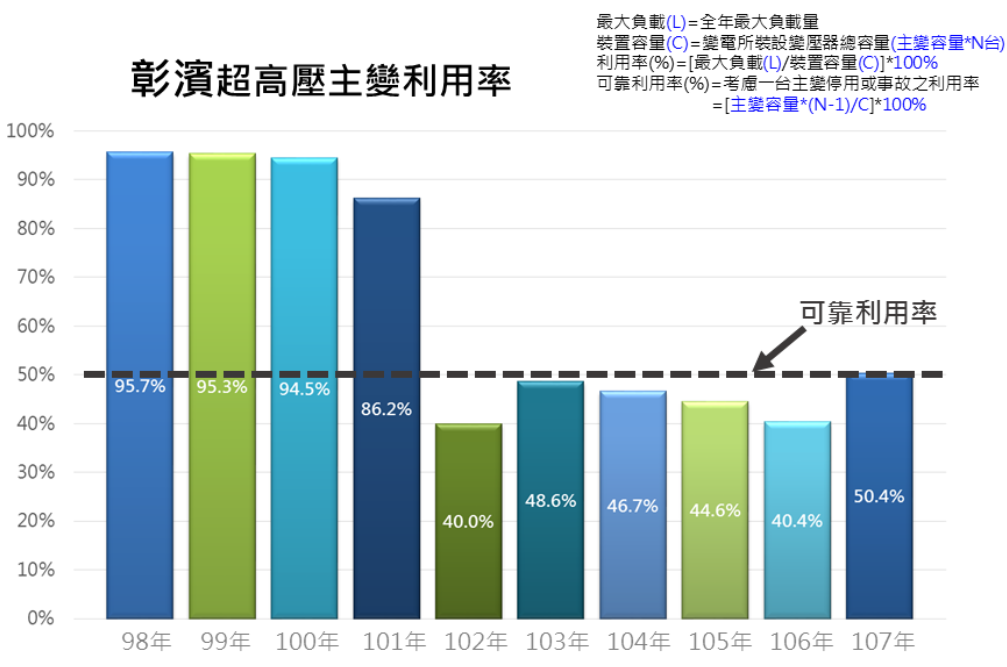 最大負載(L)=全年最大負載量
裝置容量(C)=變電所裝設變壓器總容量(主變容量*N台)
利用率(%)=[最大負載(L)/裝置容量(C)]*100%
可靠利用率(%)=考慮一台主變停用或事故之利用率
=[主變容量*(N-1)/C]*100%
彰濱超高壓主變利用率
100%
90%
80%
70%
60%
50%
40%
30%
20%
10%
0%
可靠利用率
95.7%
95.3%
94.5%
86.2%
40.0%
48.6%
46.7%
44.6%
40.4%
50.4%
98年
99年
100年
101年
102年
103年
104年
105年
106年
107年